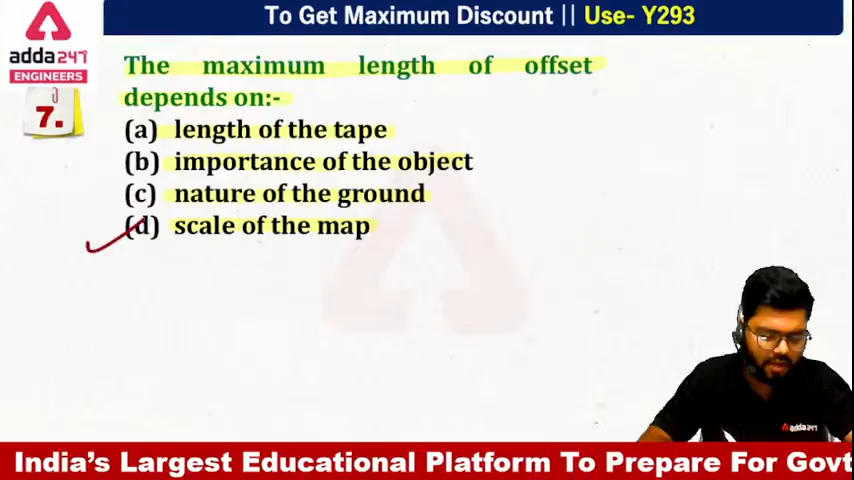 To Get Maximum Discount || Use- Y293
adda247
ENGINEERS
7.
The maximum length of offset
depends on:-
(a) length of the tape
(b) importance of the object
(c) nature of the ground
(d) scale of the map
adda247
India's Largest Educational Platform To Prepare For Govt